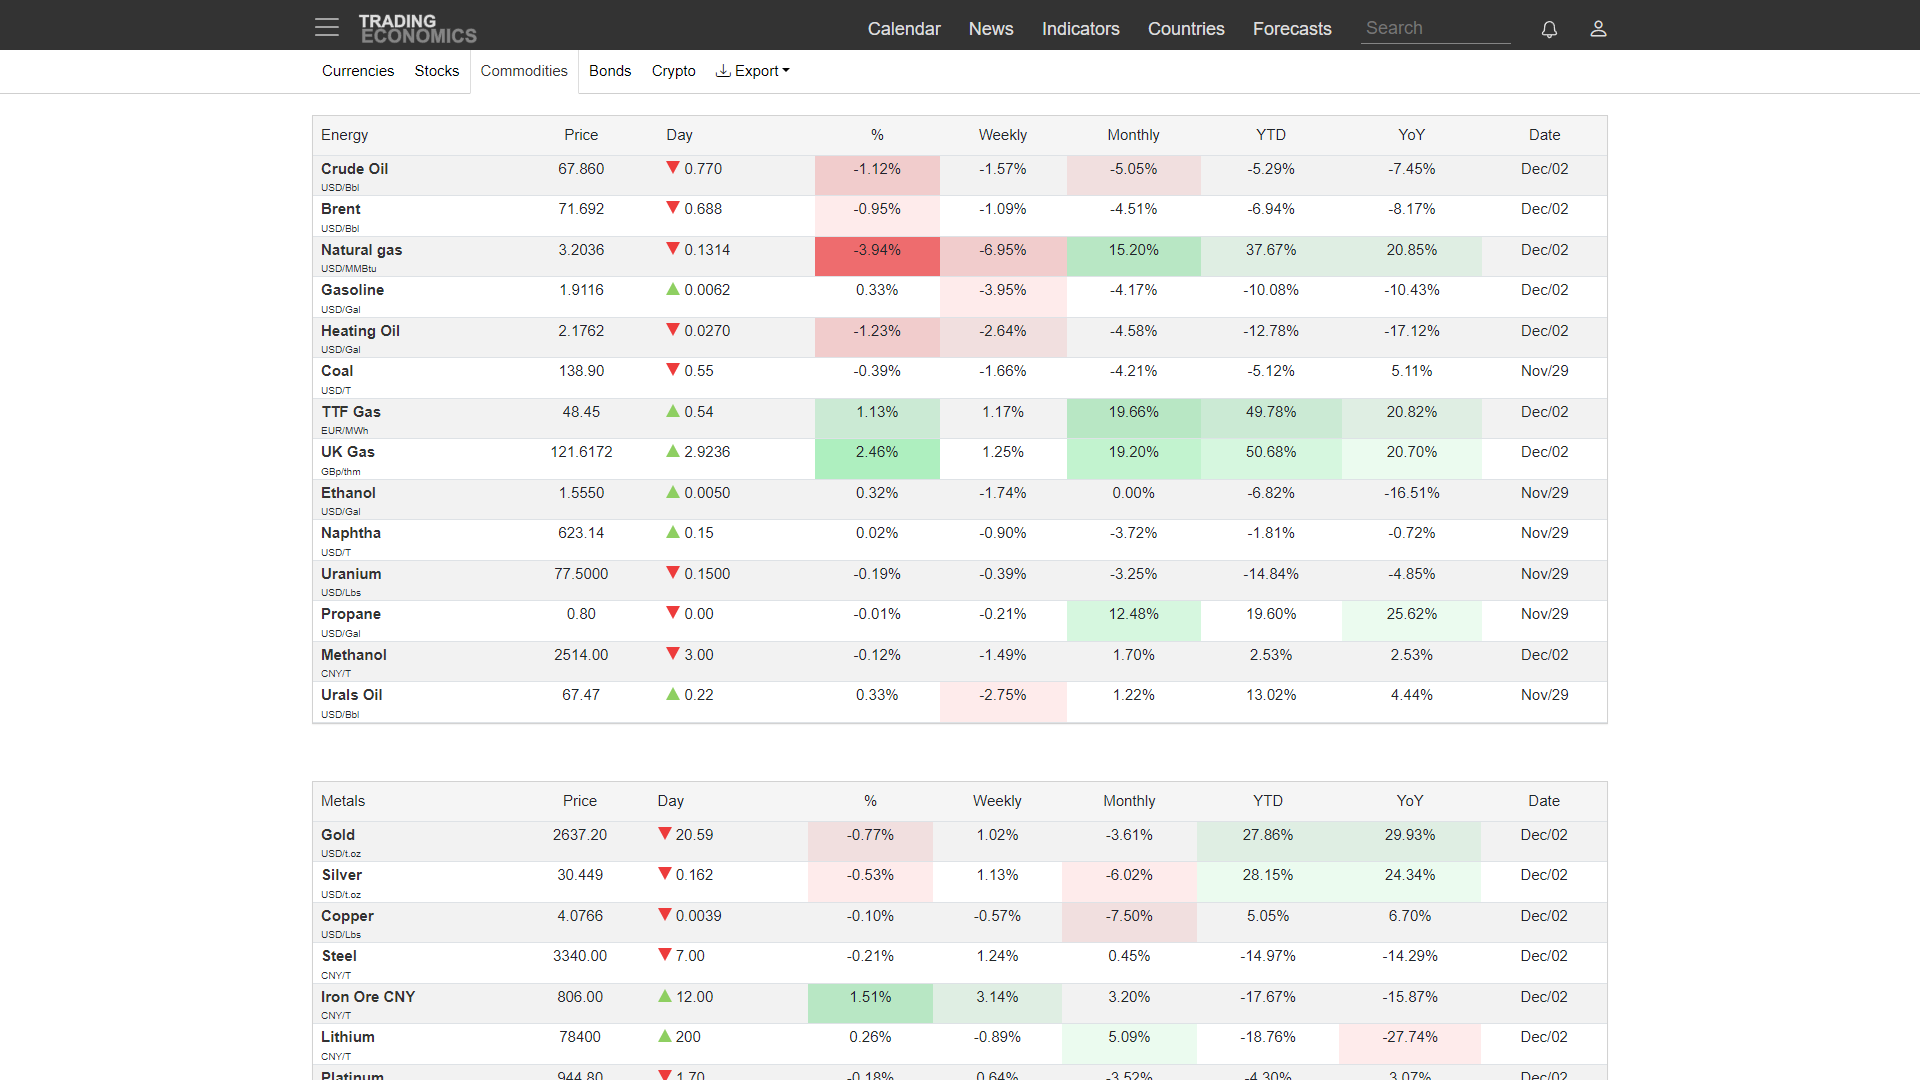 TRADING
ECONOMICS
Calendar News Indicators Countries Forecasts Search
Currencies Stocks Commodities Bonds Crypto Export
Energy Price Day % Weekly Monthly YTD YoY Date
Crude Oil 67.860 0.770 -1.12% -1.57% -5.05% -5.29% -7.45% Dec/02
USD/Bbl
Brent 71.692 0.688 -0.95% -1.09% -4.51% -6.94% -8.17% Dec/02
USD/Bbl
Natural gas 3.2036 0.1314 -3.94% -6.95% 15.20% 37.67% 20.85% Dec/02
USD/MMBtu
Gasoline 1.9116 0.0062 0.33% -3.95% -4.17% -10.08% -10.43% Dec/02
USD/Gal
Heating Oil 2.1762 0.0270 -1.23% -2.64% -4.58% -12.78% -17.12% Dec/02
USD/Gal
Coal 138.90 0.55 -0.39% -1.66% -4.21% -5.12% 5.11% Nov/29
USD/T
TTF Gas 48.45 0.54 1.13% 1.17% 19.66% 49.78% 20.82% Dec/02
EUR/MWh
UK Gas 121.6172 2.9236 2.46% 1.25% 19.20% 50.68% 20.70% Dec/02
GBp/thm
Ethanol 1.5550 0.0050 0.32% -1.74% 0.00% -6.82% -16.51% Nov/29
USD/Gal
Naphtha 623.14 0.15 0.02% -0.90% -3.72% -1.81% -0.72% Nov/29
USD/T
Uranium 77.5000 0.1500 -0.19% -0.39% -3.25% -14.84% -4.85% Nov/29
USD/Lbs
Propane 0.80 0.00 -0.01% -0.21% 12.48% 19.60% 25.62% Nov/29
USD/Gal
Methanol 2514.00 3.00 -0.12% -1.49% 1.70% 2.53% 2.53% Dec/02
CNY/T
Urals Oil 67.47 0.22 0.33% -2.75% 1.22% 13.02% 4.44% Nov/29
USD/Bbl
Metals Price Day % Weekly Monthly YTD YoY Date
Gold 2637.20 20.59 -0.77% 1.02% -3.61% 27.86% 29.93% Dec/02
USD/t.oz
Silver 30.449 0.162 -0.53% 1.13% -6.02% 28.15% 24.34% Dec/02
USD/t.oz
Copper 4.0766 0.0039 -0.10% -0.57% -7.50% 5.05% 6.70% Dec/02
USD/Lbs
Steel 3340.00 7.00 -0.21% 1.24% 0.45% -14.97% -14.29% Dec/02
CNY/T
Iron Ore CNY 806.00 12.00 1.51% 3.14% 3.20% -17.67% -15.87% Dec/02
CNY/T
Lithium 78400 200 0.26% -0.89% 5.09% -18.76% -27.74% Dec/02
CNY/T
Platinum 944.80 1.70 -0.18% 0.64% -3.52% -4.30% 3.07% Dec/02